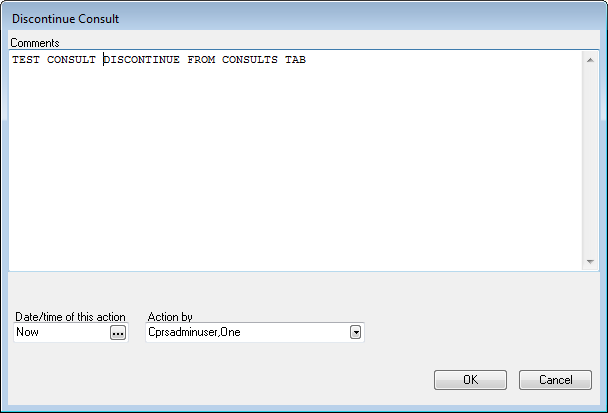 Discontinue Consult
Comments
TEST CONSULT DISCONTINUE FROM CONSULTS TAB
Date/time of this action
Action by
Now
...
Cprsadminuser,One
OK
Cancel